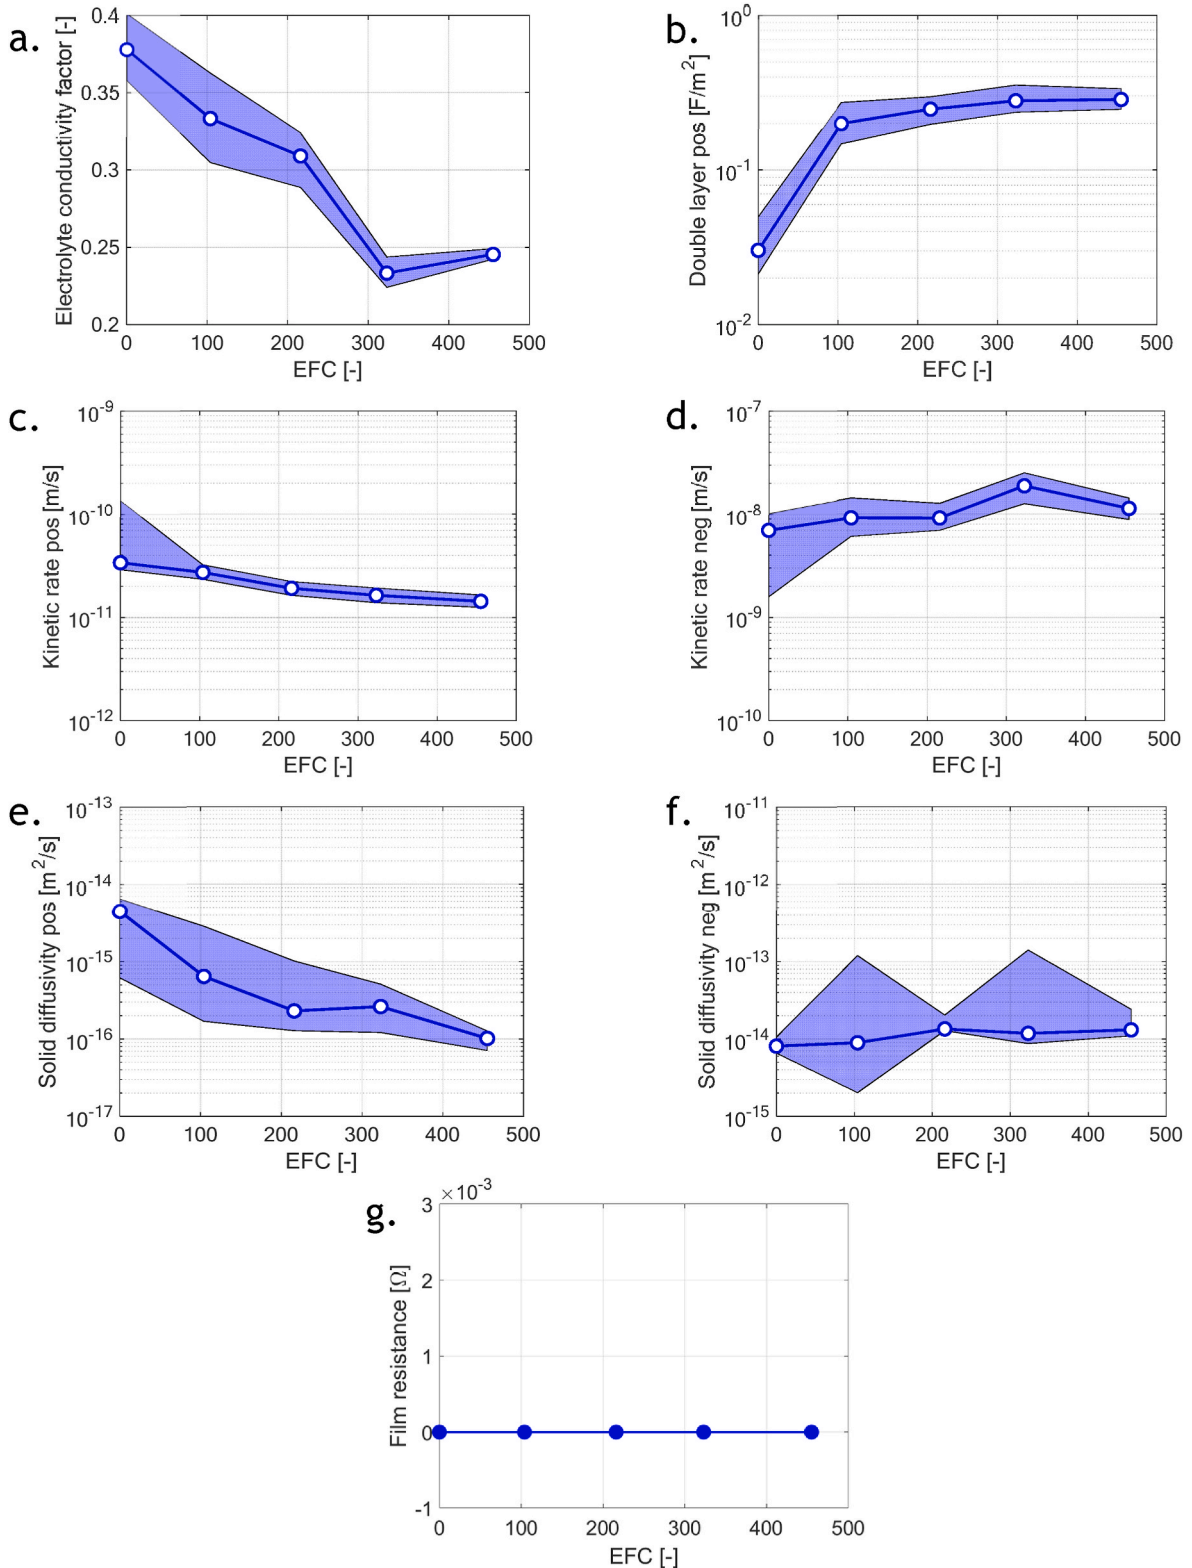 a.
Electrolyte conductivity factor [-]
0.4
0.35
0.3
0.25
0.2
0 100 200 300 400 500
EFC [-]
b.
Double layer pos [F/m²]
10⁰
10⁻¹
10⁻²
0 100 200 300 400 500
EFC [-]
c.
Kinetic rate pos [m/s]
10⁻⁹
10⁻¹⁰
10⁻¹¹
10⁻¹²
0 100 200 300 400 500
EFC [-]
d.
Kinetic rate neg [m/s]
10⁻⁷
10⁻⁸
10⁻⁹
10⁻¹⁰
0 100 200 300 400 500
EFC [-]
e.
Solid diffusivity pos [m²/s]
10⁻¹³
10⁻¹⁴
10⁻¹⁵
10⁻¹⁶
10⁻¹⁷
0 100 200 300 400 500
EFC [-]
f.
Solid diffusivity neg [m²/s]
10⁻¹¹
10⁻¹²
10⁻¹³
10⁻¹⁴
10⁻¹⁵
0 100 200 300 400 500
EFC [-]
g.
Film resistance [Ω]
×10⁻³
3
2
1
0
-1
0 100 200 300 400 500
EFC [-]